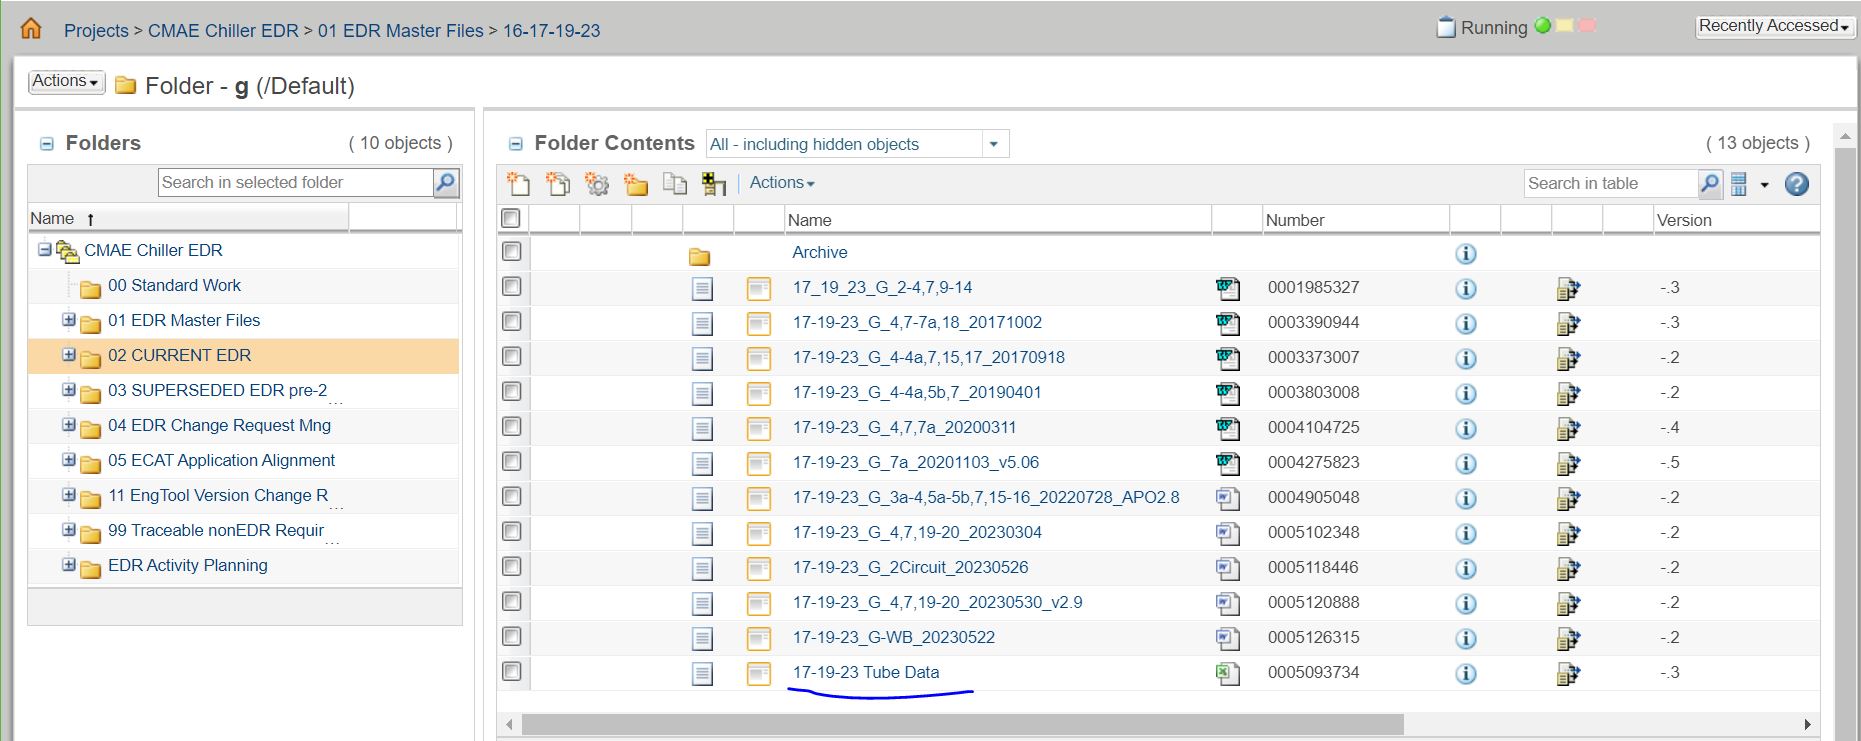 Projects > CMAE Chiller EDR > 01 EDR Master Files > 16-17-19-23
Running
Recently Accessed
Actions
Folder - g (/Default)
Folders
( 10 objects )
Search in selected folder
Name ↑
CMAE Chiller EDR
00 Standard Work
01 EDR Master Files
02 CURRENT EDR
03 SUPERSEDED EDR pre-2...
04 EDR Change Request Mng
05 ECAT Application Alignment
11 EngTool Version Change R...
99 Traceable nonEDR Requir...
EDR Activity Planning
Folder Contents
All - including hidden objects
( 13 objects )
Actions
Search in table
Name Number Version
Archive
17_19_23_G_2-4,7,9-14 0001985327 -.3
17-19-23_G_4,7-7a,18_20171002 0003390944 -.3
17-19-23_G_4-4a,7,15,17_20170918 0003373007 -.2
17-19-23_G_4-4a,5b,7_20190401 0003803008 -.2
17-19-23_G_4,7,7a_20200311 0004104725 -.4
17-19-23_G_7a_20201103_v5.06 0004275823 -.5
17-19-23_G_3a-4,5a-5b,7,15-16_20220728_APO2.8 0004905048 -.2
17-19-23_G_4,7,19-20_20230304 0005102348 -.2
17-19-23_G_2Circuit_20230526 0005118446 -.2
17-19-23_G_4,7,19-20_20230530_v2.9 0005120888 -.2
17-19-23_G-WB_20230522 0005126315 -.2
17-19-23 Tube Data 0005093734 -.3